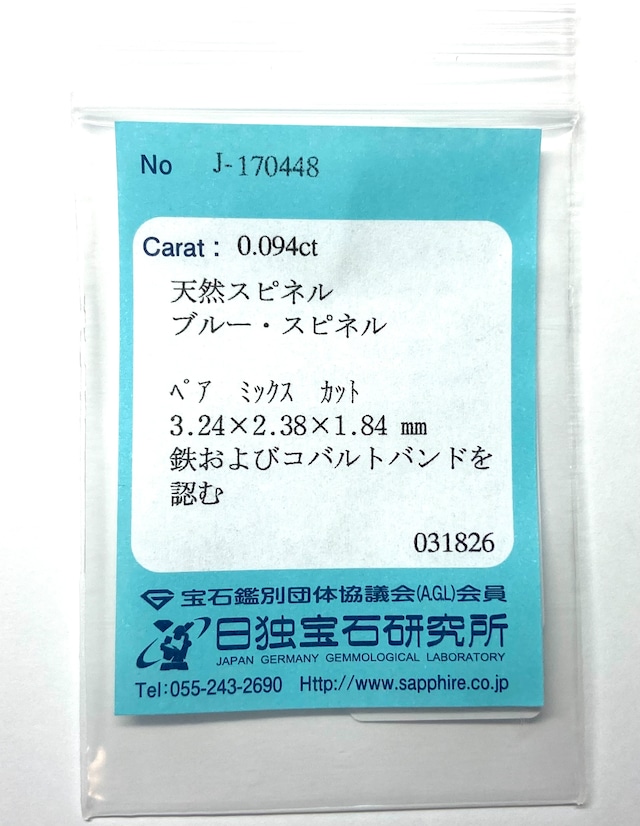 No J-170448
Carat: 0.094ct
天然スピネル
ブルー・スピネル
ﾍﾟｱ ﾐｯｸｽ ｶｯﾄ
3.24×2.38×1.84 mm
鉄およびコバルトバンドを
認む
031826
宝石鑑別団体協議会(A.G.L)会員
日独宝石研究所
JAPAN GERMANY GEMMOLOGICAL LABORATORY
Tel:055-243-2690 Http://www.sapphire.co.jp